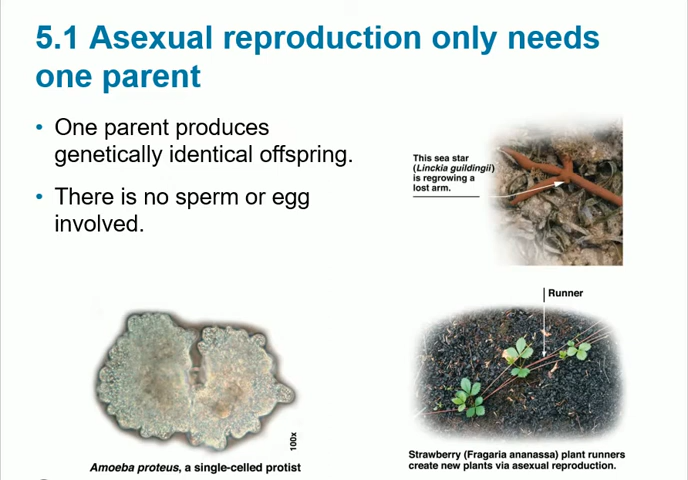 5.1 Asexual reproduction only needs
one parent
• One parent produces
genetically identical offspring.
• There is no sperm or egg
involved.
This sea star
(Linckia guildingii)
is regrowing a
lost arm.
Runner
100x
Amoeba proteus, a single-celled protist
Strawberry (Fragaria ananassa) plant runners
create new plants via asexual reproduction.